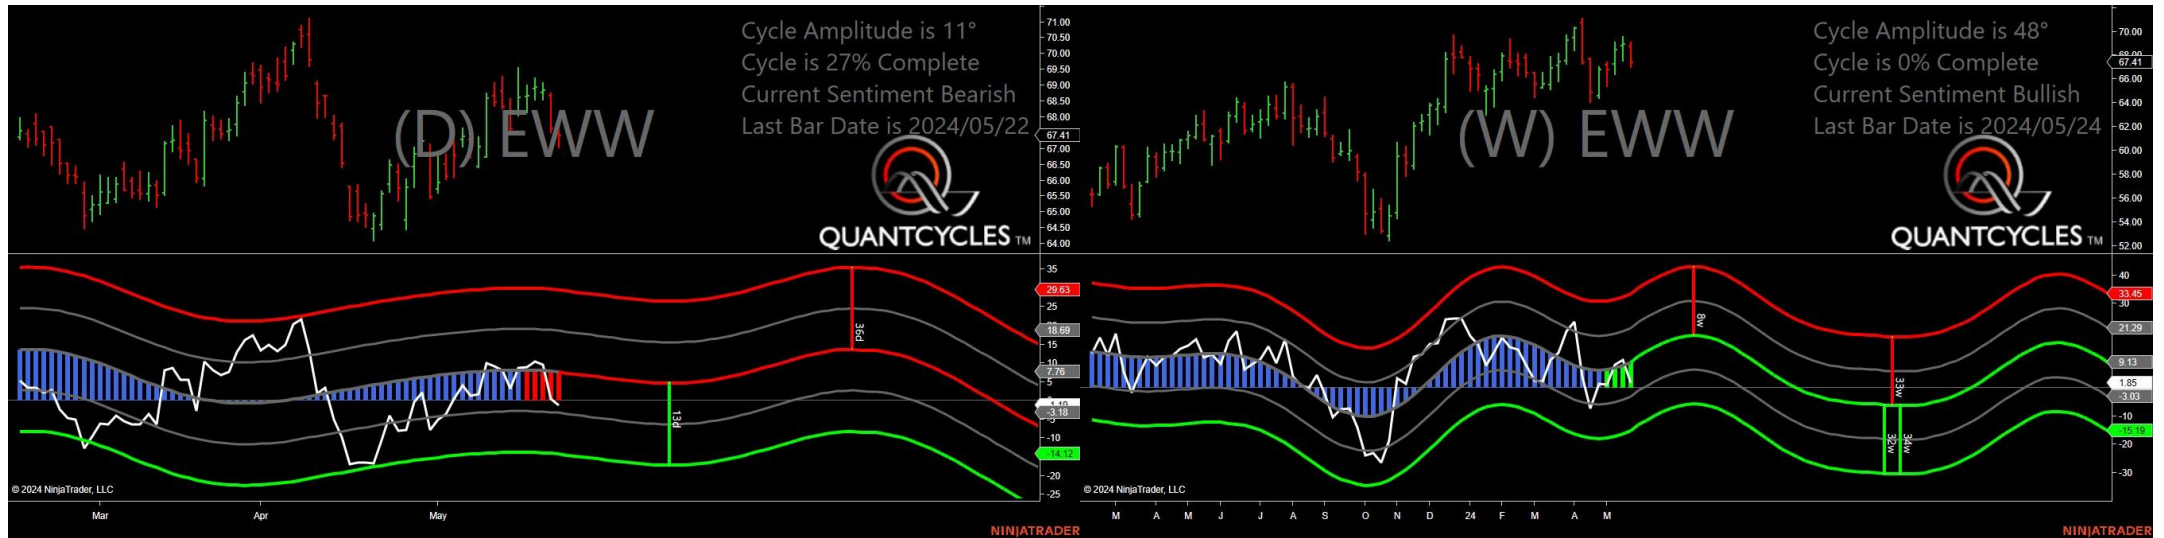 Cycle Amplitude is 11°
Cycle is 27% Complete
Current Sentiment Bearish
Last Bar Date is 2024/05/22
(D) EWW
QUANTCYCLES TM
71.00
70.50
70.00
69.50
69.00
68.50
68.00
67.41
67.00
66.50
66.00
65.50
65.00
64.50
64.00
35
29.63
25
18.69
15
10
7.76
5
-3.18
-10
-14.12
-20
-25
36d
13d
© 2024 NinjaTrader, LLC
Mar
Apr
May
NINJATRADER
Cycle Amplitude is 48°
Cycle is 0% Complete
Current Sentiment Bullish
Last Bar Date is 2024/05/24
(W) EWW
QUANTCYCLES TM
70.00
68.00
67.41
66.00
64.00
62.00
60.00
58.00
56.00
54.00
52.00
40
33.45
30
21.29
9.13
1.85
-3.03
-10
-15.19
-20
-30
8w
33w
32w
34w
© 2024 NinjaTrader, LLC
M A M J J A S O N D 24 F M A M
NINJATRADER